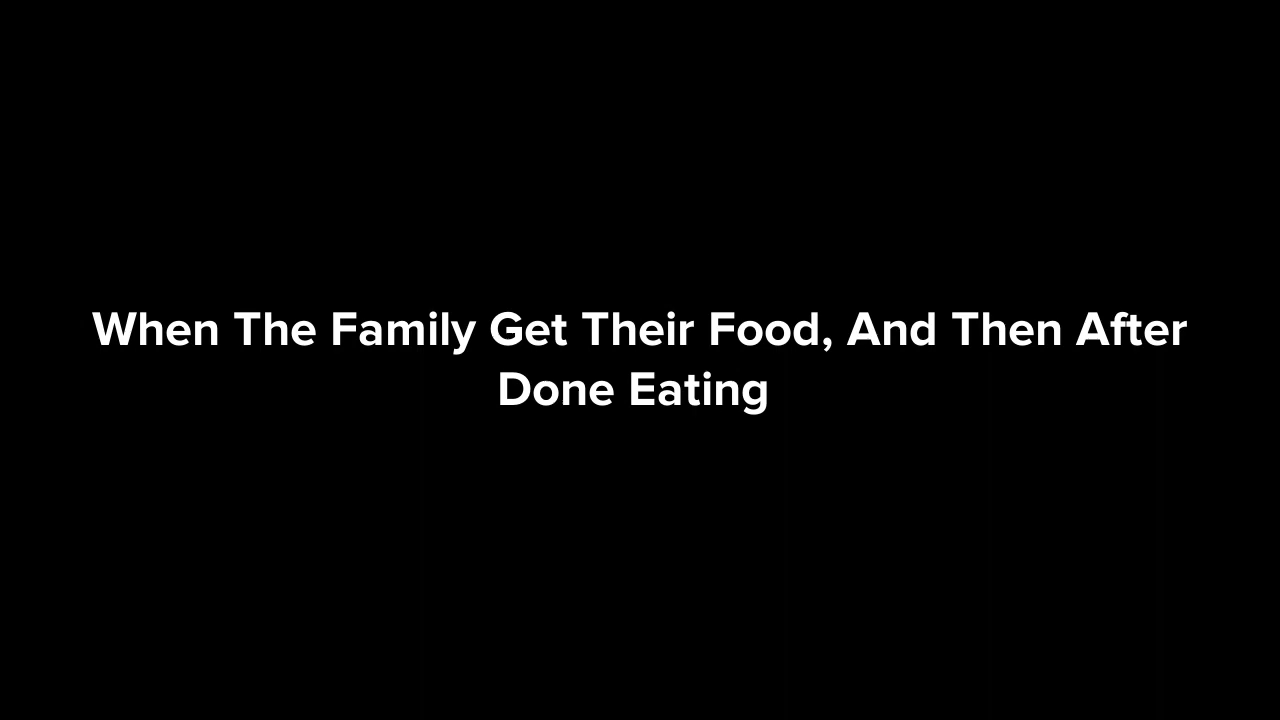 When The Family Get Their Food, And Then After
Done Eating